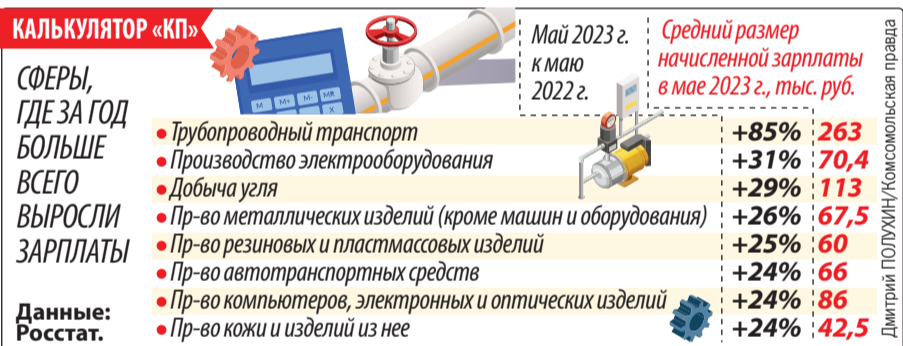 КАЛЬКУЛЯТОР «КП»
СФЕРЫ,
ГДЕ ЗА ГОД
БОЛЬШЕ
ВСЕГО
ВЫРОСЛИ
ЗАРПЛАТЫ
Данные:
Росстат.
M M+ M- MR
X
Май 2023 г.
к маю
2022 г.
Средний размер
начисленной зарплаты
в мае 2023 г., тыс. руб.
• Трубопроводный транспорт +85% 263
• Производство электрооборудования +31% 70,4
• Добыча угля +29% 113
• Пр-во металлических изделий (кроме машин и оборудования) +26% 67,5
• Пр-во резиновых и пластмассовых изделий +25% 60
• Пр-во автотранспортных средств +24% 66
• Пр-во компьютеров, электронных и оптических изделий +24% 86
• Пр-во кожи и изделий из нее +24% 42,5
Дмитрий ПОЛУХИН/Комсомольская правда